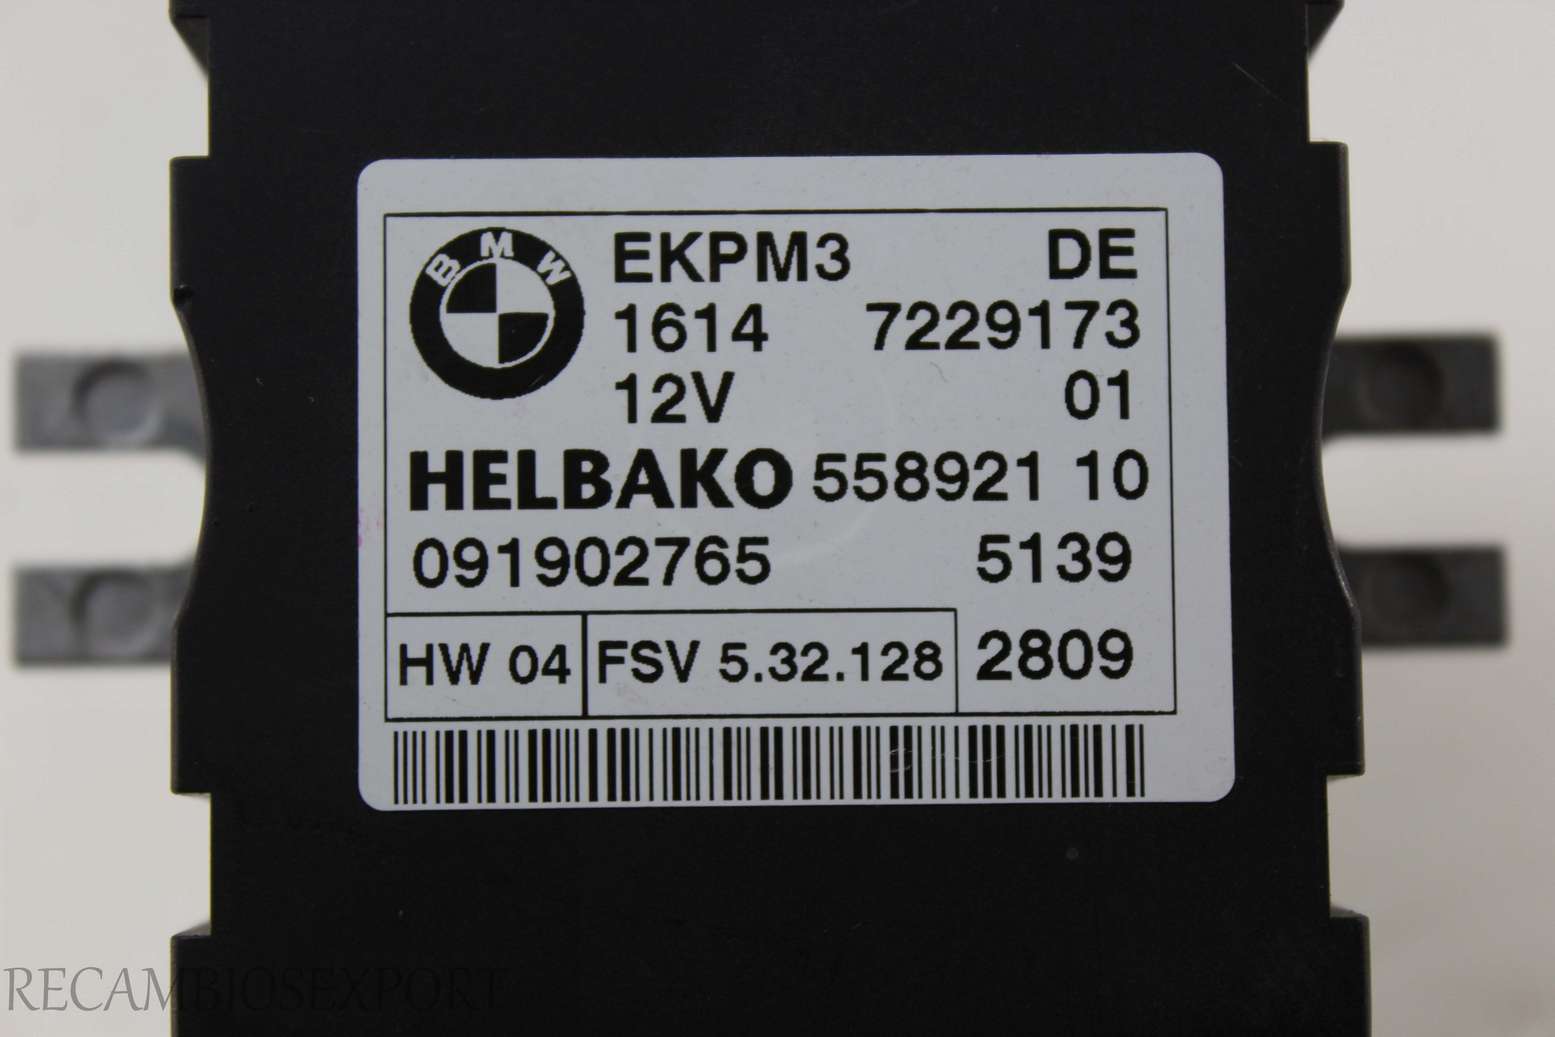 BMW
EKPM3 DE
1614 7229173
12V 01
HELBAKO 558921 10
091902765 5139
HW 04 FSV 5.32.128 2809
RECAMBIOSEXPORT